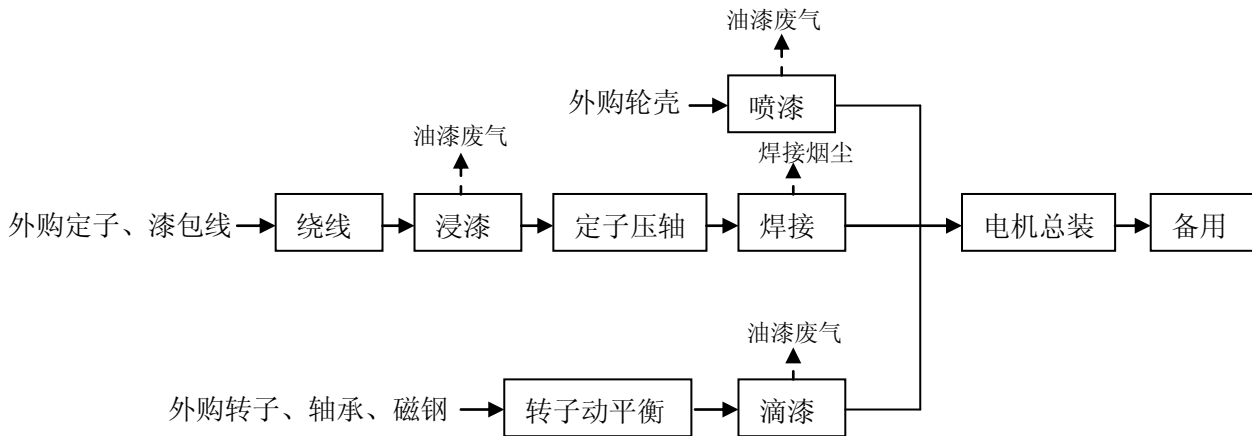 油漆废气
外购轮壳
喷漆
油漆废气
焊接烟尘
外购定子、漆包线
绕线
浸漆
定子压轴
焊接
电机总装
备用
油漆废气
外购转子、轴承、磁钢
转子动平衡
滴漆